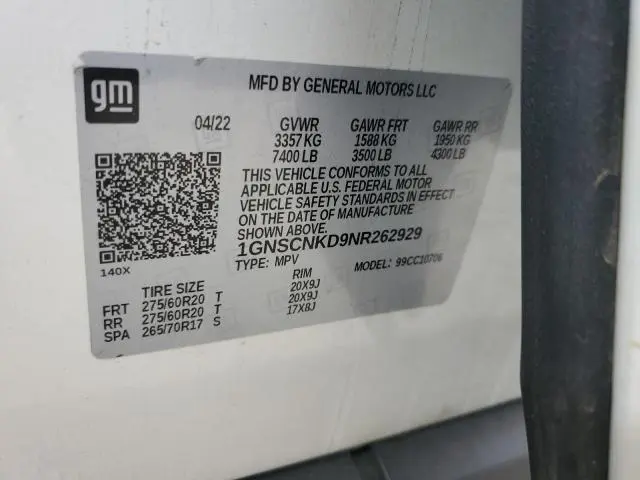 gm
MFD BY GENERAL MOTORS LLC
04/22 GVWR GAWR FRT GAWR RR
3357 KG 1588 KG 1950 KG
7400 LB 3500 LB 4300 LB
THIS VEHICLE CONFORMS TO ALL
APPLICABLE U.S. FEDERAL MOTOR
VEHICLE SAFETY STANDARDS IN EFFECT
ON THE DATE OF MANUFACTURE
SHOWN ABOVE.
1GNSCNKD9NR262929
TYPE: MPV MODEL: 99CC10706
140X
TIRE SIZE RIM
FRT 275/60R20 T 20X9J
RR 275/60R20 T 20X9J
SPA 265/70R17 S 17X8J